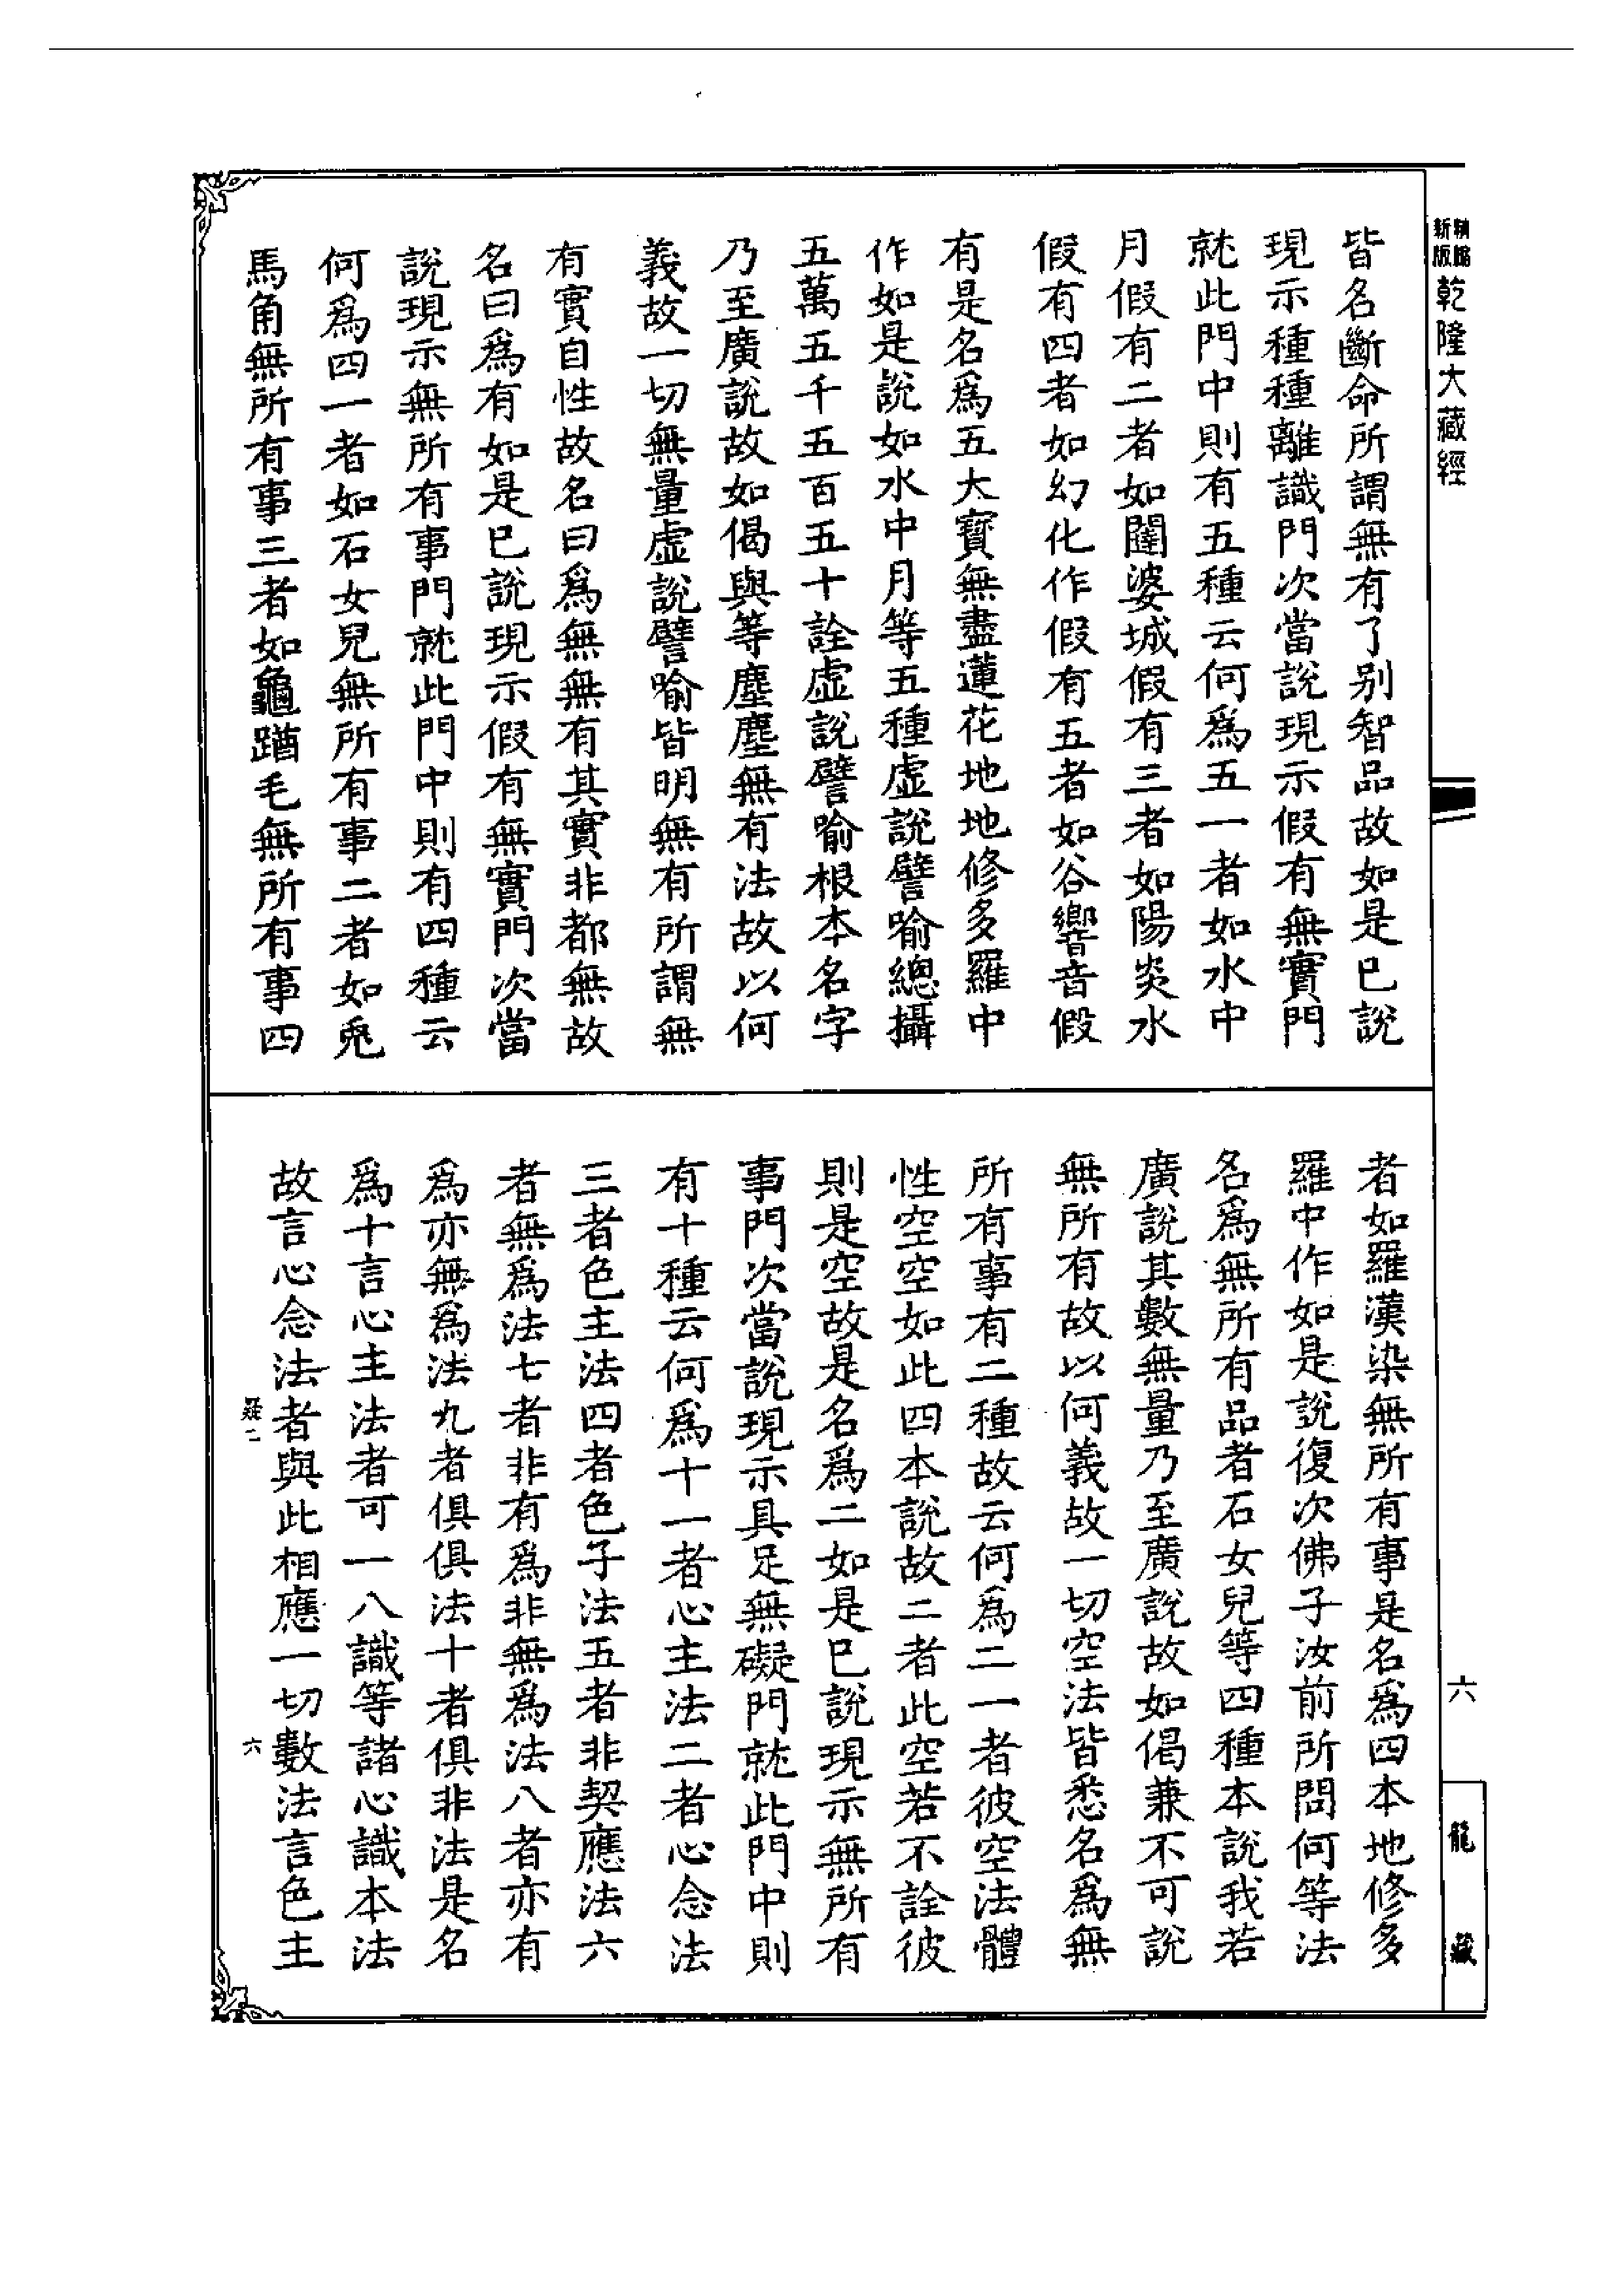 精縮新版
乾隆大藏經
六
龍藏
皆名斷命所謂無有了別智品故如是已說
現示種種離識門次當說現示假有無實門
就此門中則有五種云何爲五一者如水中
月假有二者如闥婆城假有三者如陽炎水
假有四者如幻化作假有五者如谷響音假
有是名爲五大寶無盡蓮花地地修多羅中
作如是說如水中月等五種虛說譬喻總攝
五萬五千五百五十詮虛說譬喻根本名字
乃至廣說故如偈與等塵塵無有法故以何
義故一切無量虛說譬喻皆明無有所謂無
有實自性故名曰爲無無有其實非都無故
名曰爲有如是已說現示假有無實門次當
說現示無所有事門就此門中則有四種云
何爲四一者如石女兒無所有事二者如兎
馬角無所有事三者如龜蹖毛無所有事四
者如羅漢染無所有事是名爲四本地修多
羅中作如是說復次佛子汝前所問何等法
名爲無所有品者石女兒等四種本說我若
廣說其數無量乃至廣說故如偈兼不可說
無所有故以何義故一切空法皆悉名爲無
所有事有二種故云何爲二一者彼空法體
性空空如此四本說故二者此空若不詮彼
則是空故是名爲二如是已說現示無所有
事門次當說現示具足無礙門就此門中則
有十種云何爲十一者心主法二者心念法
三者色主法四者色子法五者非契應法六
者無爲法七者非有爲非無爲法八者亦有
爲亦無爲法九者俱俱法十者俱非法是名
爲十言心主法者可一八識等諸心識本法
故言心念法者與此相應一切數法言色主
疑二
六